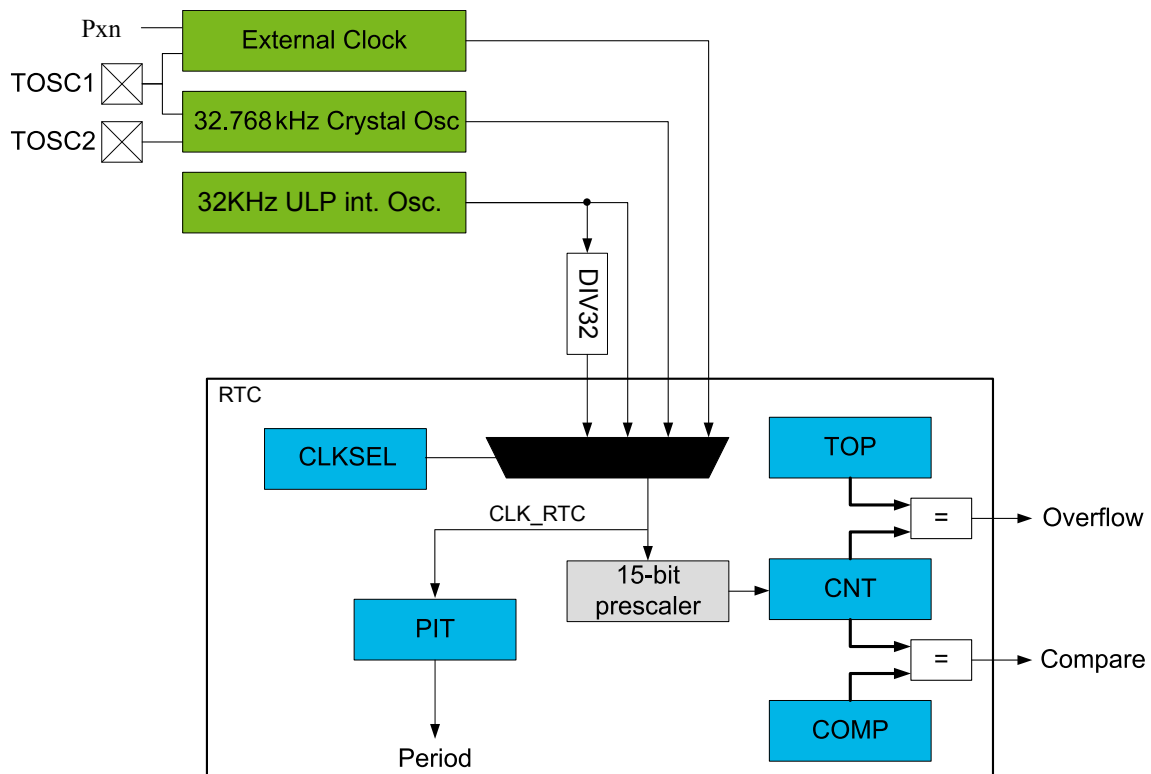 Pxn
External Clock
TOSC1
32.768 kHz Crystal Osc
TOSC2
32KHz ULP int. Osc.
DIV32
RTC
CLKSEL
TOP
CLK_RTC
=
Overflow
15-bit
prescaler
CNT
PIT
=
Compare
COMP
Period